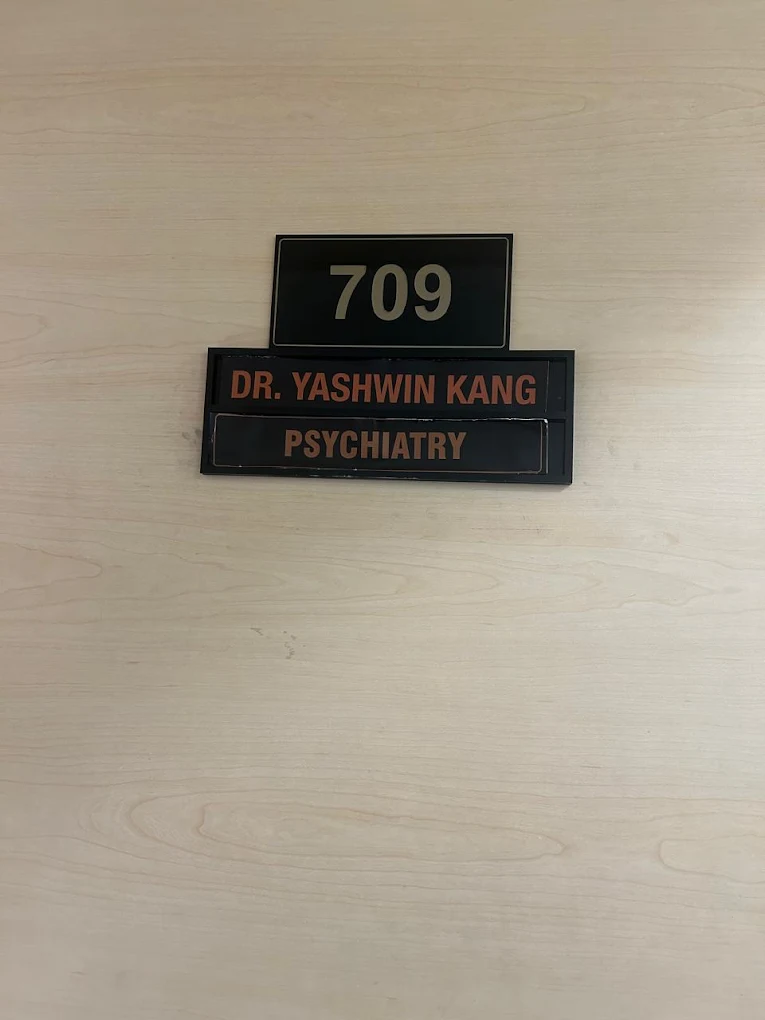 709
DR. YASHWIN KANG
PSYCHIATRY